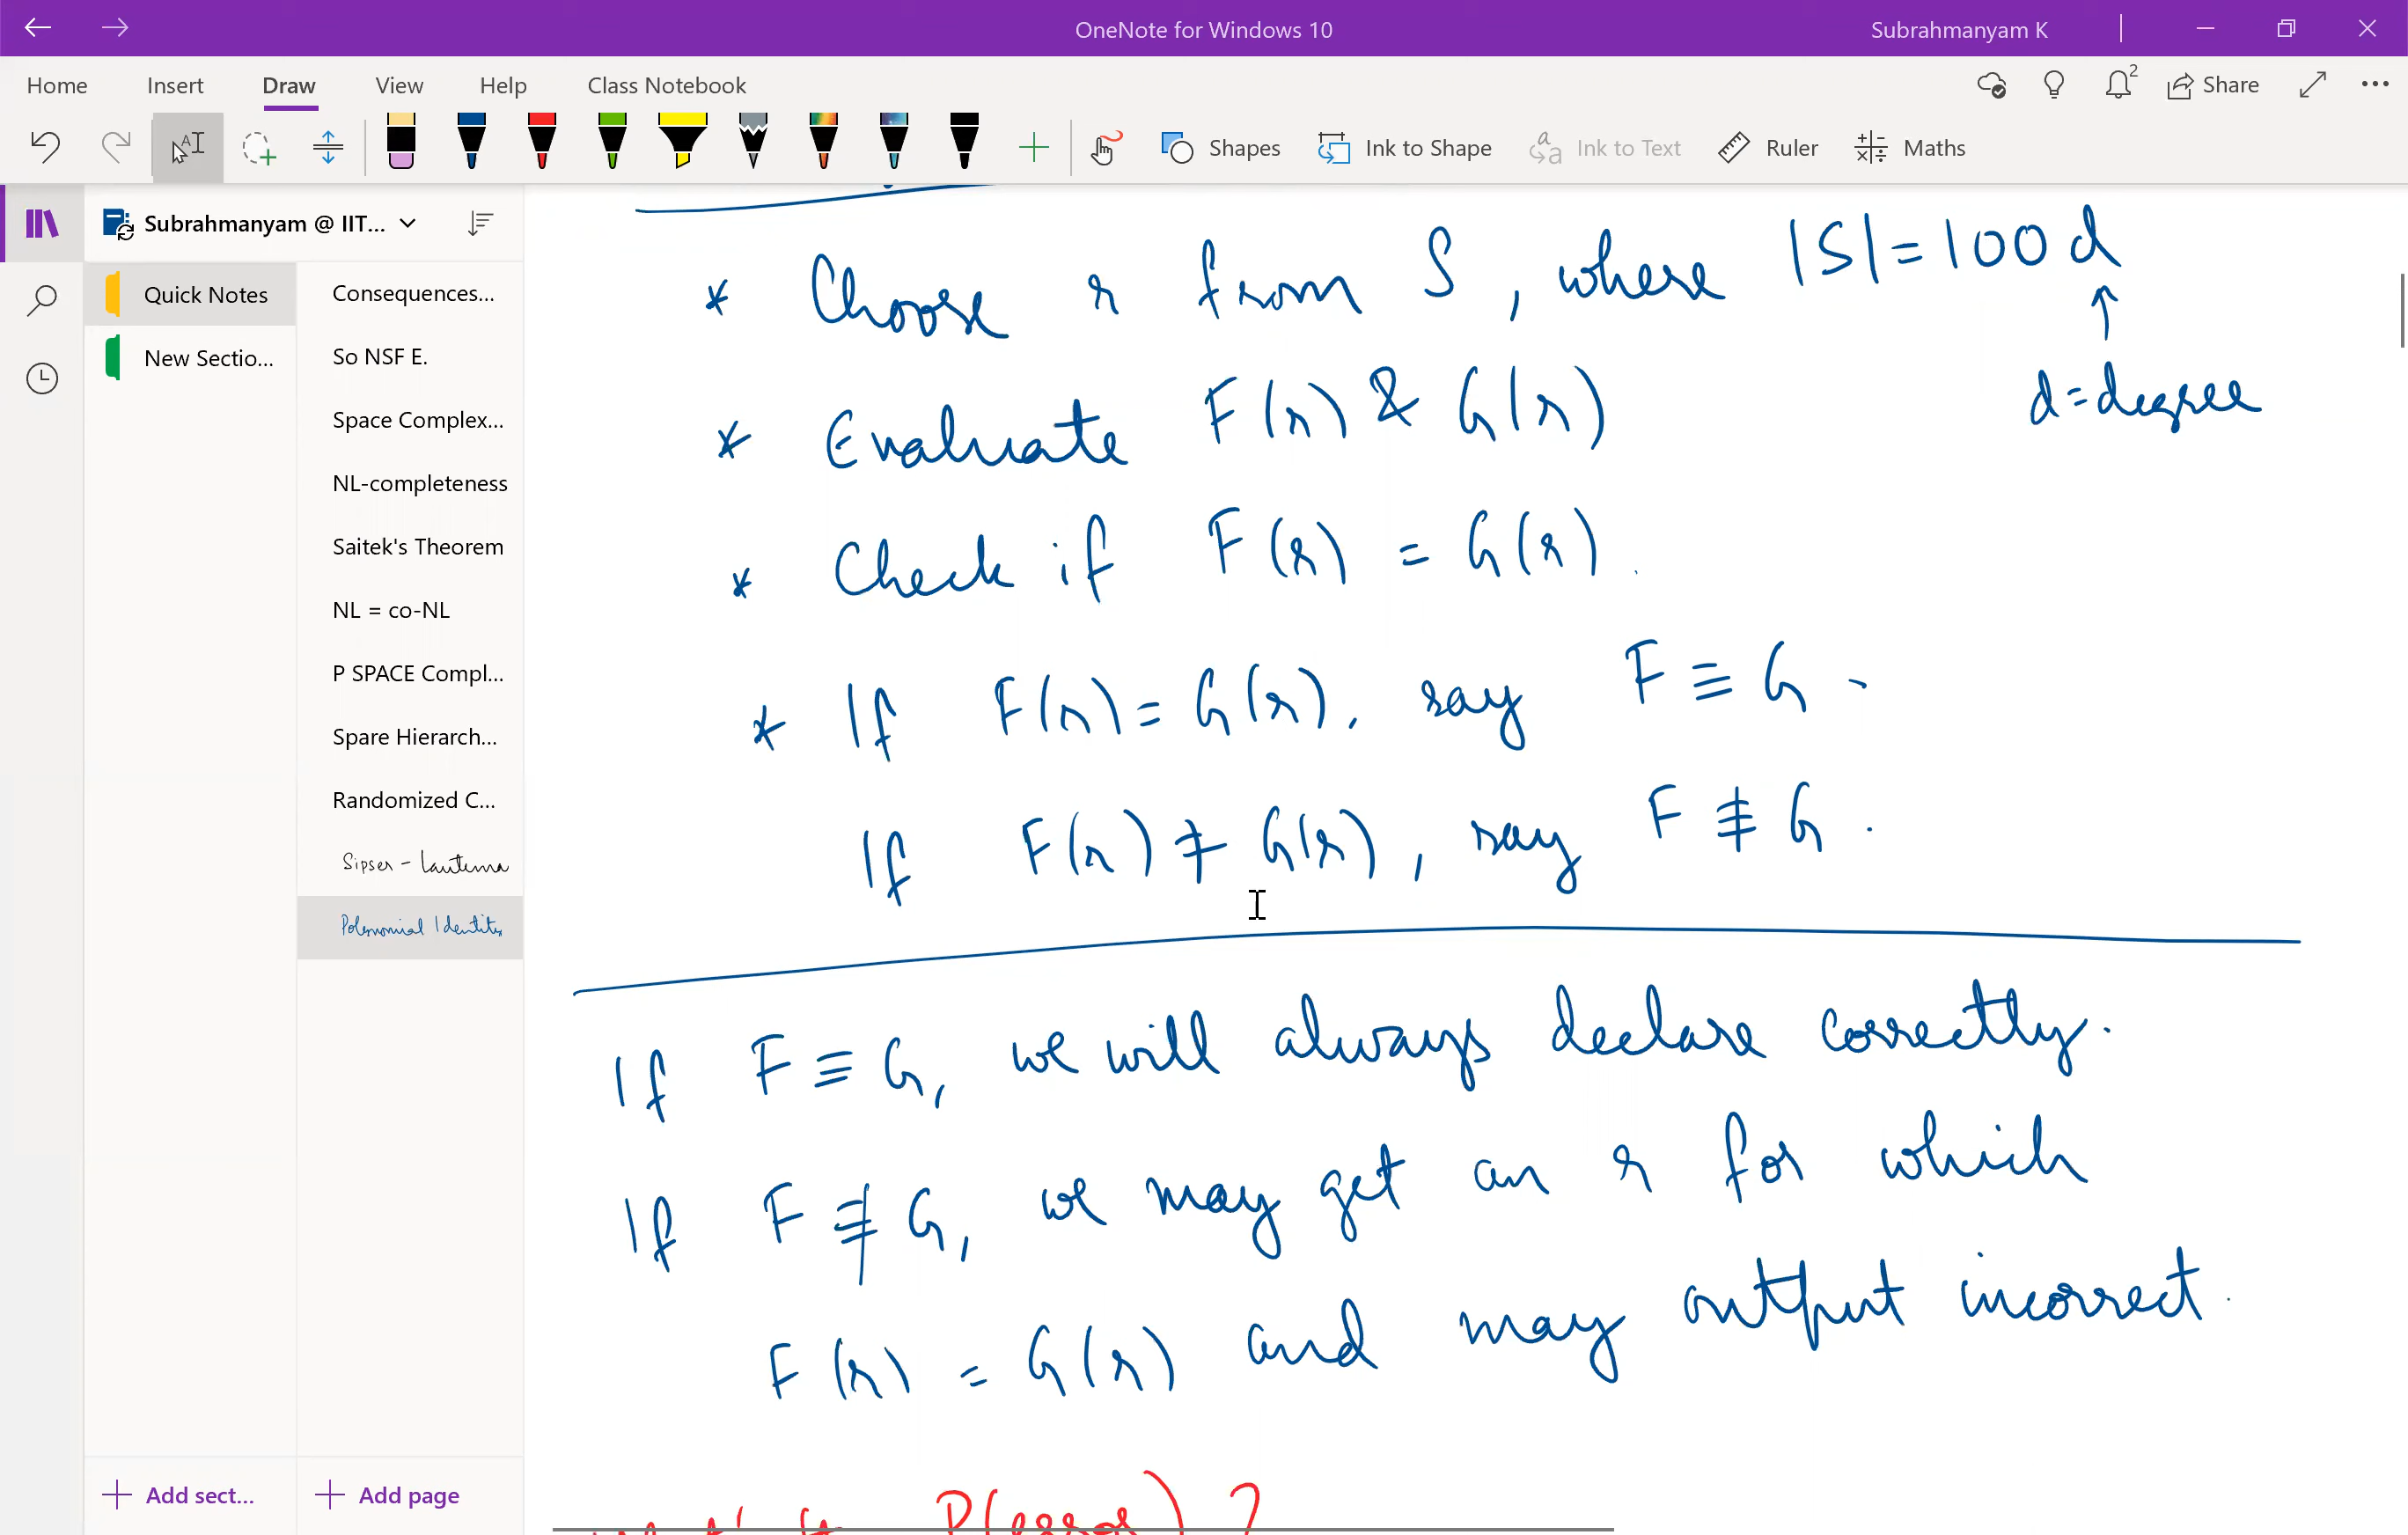 OneNote for Windows 10
Subrahmanyam K
Home Insert Draw View Help Class Notebook
2
Share
Shapes Ink to Shape Ink to Text Ruler Maths
Subrahmanyam @ IIT...
Quick Notes
New Sectio...
Consequences...
So NSF E.
Space Complex...
NL-completeness
Saitek's Theorem
NL = co-NL
P SPACE Compl...
Spare Hierarch...
Randomized C...
Sipser - Lautema
Polynomial Identity
Add sect...
Add page
* Choose r from S, where |S| = 100 d
↑
d = degree
* Evaluate F(r) & G(r)
* Check if F(r) = G(r).
* If F(r) = G(r), say F ≡ G.
If F(r) ≠ G(r), say F ≢ G.
If F ≡ G, we will always declare correctly.
If F ≢ G, we may get an r for which
F(r) = G(r) and may output incorrect.
P(error) ?